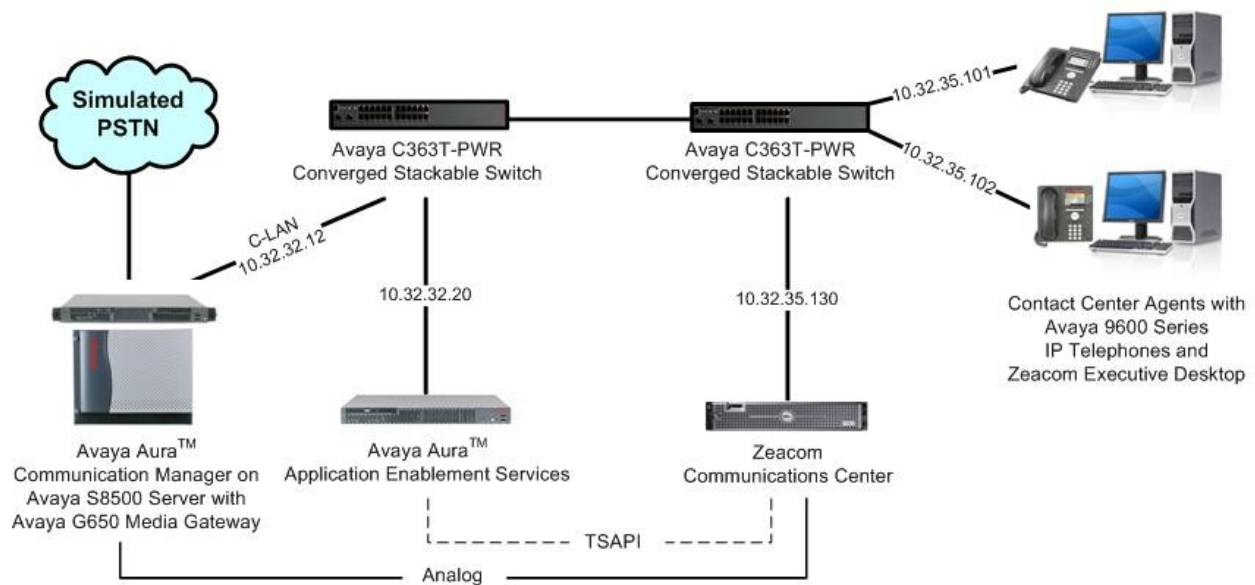 Simulated
PSTN
Avaya C363T-PWR
Converged Stackable Switch
Avaya C363T-PWR
Converged Stackable Switch
10.32.35.101
10.32.35.102
C-LAN
10.32.32.12
10.32.32.20
10.32.35.130
Contact Center Agents with
Avaya 9600 Series
IP Telephones and
Zeacom Executive Desktop
Avaya Aura™
Communication Manager on
Avaya S8500 Server with
Avaya G650 Media Gateway
Avaya Aura™
Application Enablement Services
Zeacom
Communications Center
TSAPI
Analog